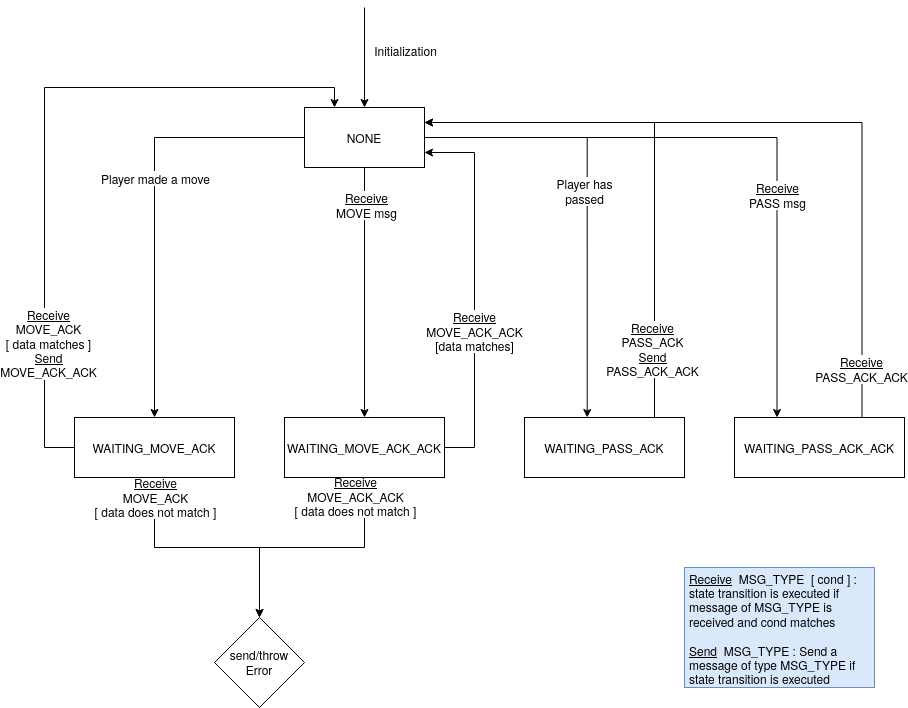 Initialization
NONE
Player made a move
Receive
MOVE msg
Player has
passed
Receive
PASS msg
Receive
MOVE_ACK
[ data matches ]
Send
MOVE_ACK_ACK
Receive
MOVE_ACK_ACK
[data matches]
Receive
PASS_ACK
Send
PASS_ACK_ACK
Receive
PASS_ACK_ACK
WAITING_MOVE_ACK
WAITING_MOVE_ACK_ACK
WAITING_PASS_ACK
WAITING_PASS_ACK_ACK
Receive
MOVE_ACK
[ data does not match ]
Receive
MOVE_ACK_ACK
[ data does not match ]
send/throw
Error
Receive MSG_TYPE [ cond ] :
state transition is executed if
message of MSG_TYPE is
received and cond matches
Send MSG_TYPE : Send a
message of type MSG_TYPE if
state transition is executed